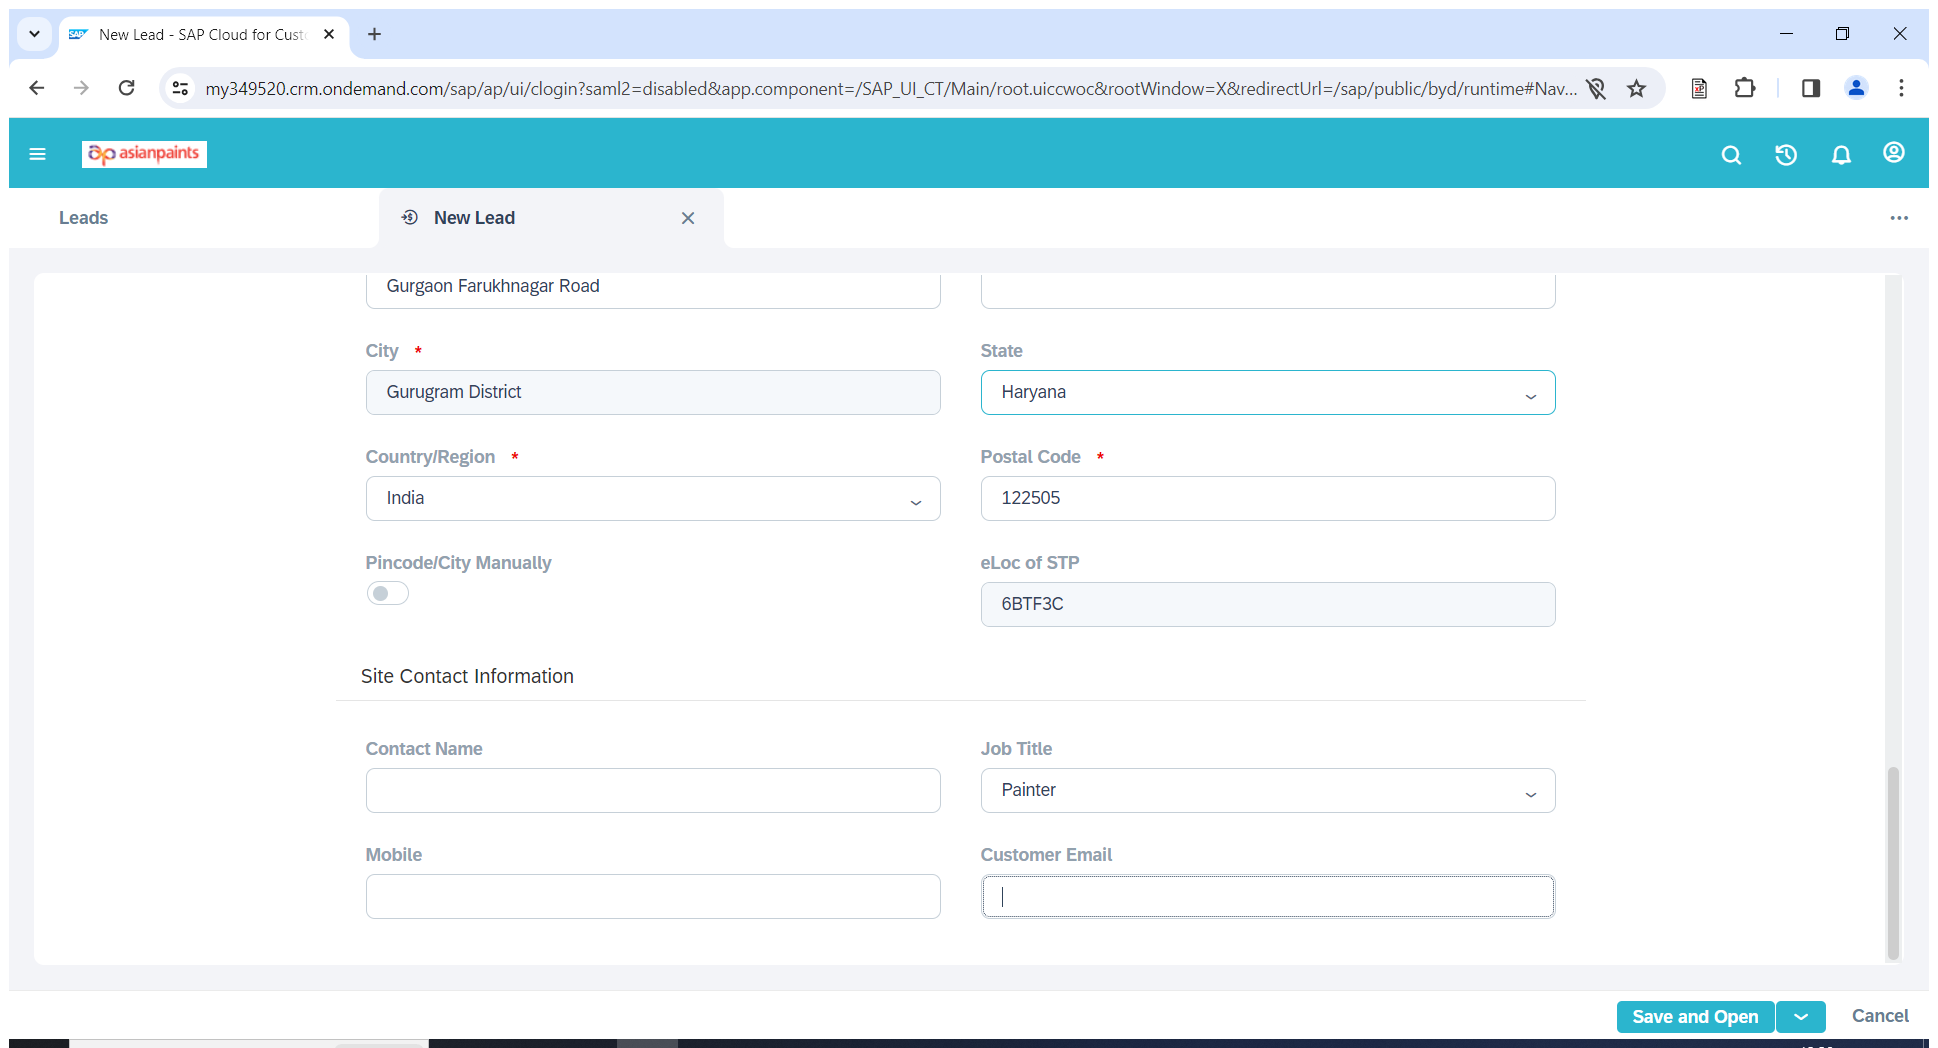 New Lead - SAP Cloud for Cust
my349520.crm.ondemand.com/sap/ap/ui/clogin?saml2=disabled&app.component=/SAP_UI_CT/Main/root.uiccwoc&rootWindow=X&redirectUrl=/sap/public/byd/runtime#Nav...
asianpaints
Leads
New Lead
Gurgaon Farukhnagar Road
City *
State
Gurugram District
Haryana
Country/Region *
Postal Code *
India
122505
Pincode/City Manually
eLoc of STP
6BTF3C
Site Contact Information
Contact Name
Job Title
Painter
Mobile
Customer Email
Save and Open
Cancel